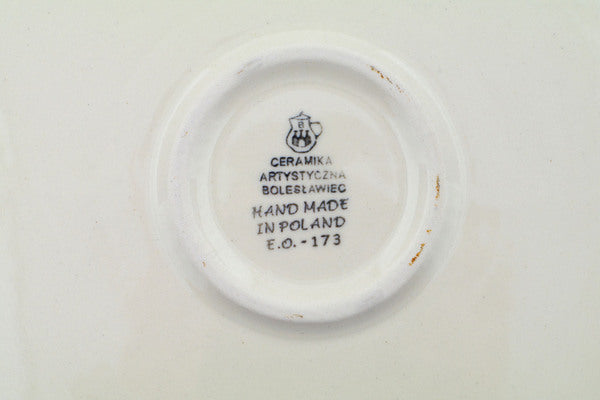 CERAMIKA
ARTYSTYCZNA
BOLESŁAWIEC
HAND MADE
IN POLAND
E.O. - 173